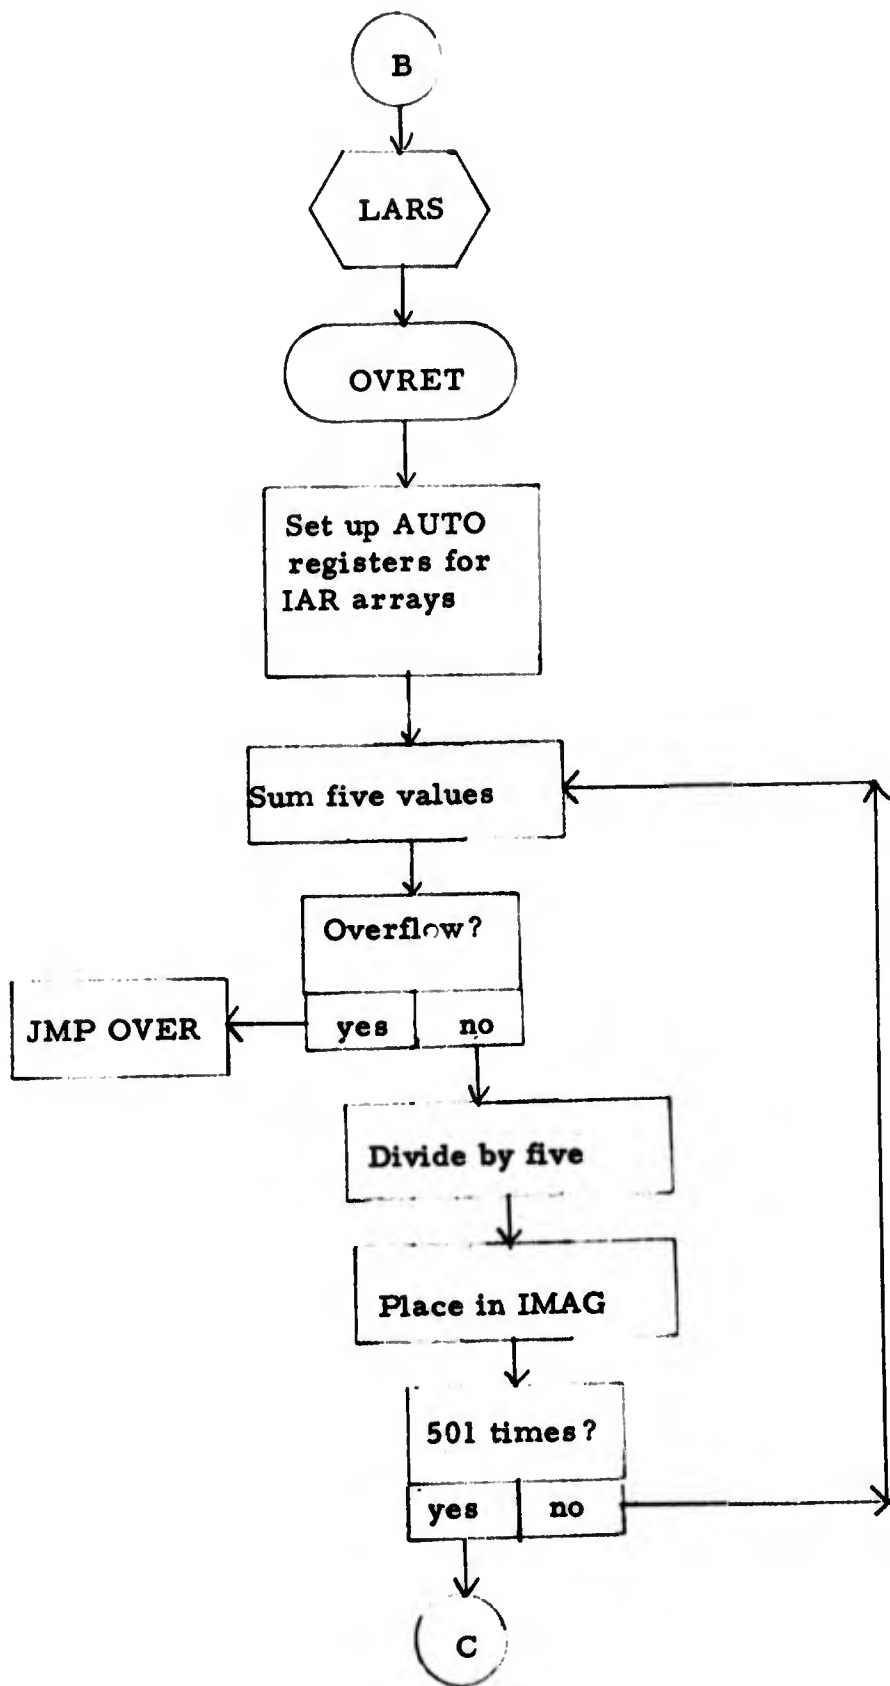 B
LARS
OVRET
Set up AUTO
registers for
IAR arrays
Sum five values
Overflow?
yes no
JMP OVER
Divide by five
Place in IMAG
501 times?
yes no
C